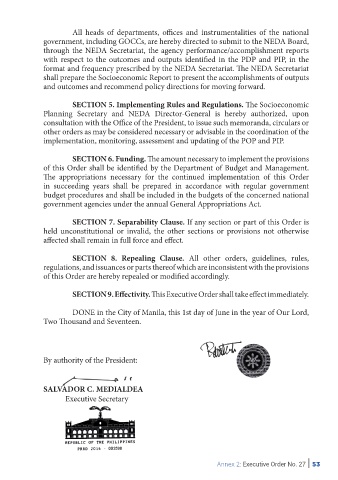 All heads of departments, offices and instrumentalities of the national
government, including GOCCs, are hereby directed to submit to the NEDA Board,
through the NEDA Secretariat, the agency performance/accomplishment reports
with respect to the outcomes and outputs identified in the PDP and PIP, in the
format and frequency prescribed by the NEDA Secretariat. The NEDA Secretariat
shall prepare the Socioeconomic Report to present the accomplishments of outputs
and outcomes and recommend policy directions for moving forward.
SECTION 5. Implementing Rules and Regulations. The Socioeconomic
Planning Secretary and NEDA Director-General is hereby authorized, upon
consultation with the Office of the President, to issue such memoranda, circulars or
other orders as may be considered necessary or advisable in the coordination of the
implementation, monitoring, assessment and updating of the POP and PIP.
SECTION 6. Funding. The amount necessary to implement the provisions
of this Order shall be identified by the Department of Budget and Management.
The appropriations necessary for the continued implementation of this Order
in succeeding years shall be prepared in accordance with regular government
budget procedures and shall be included in the budgets of the concerned national
government agencies under the annual General Appropriations Act.
SECTION 7. Separability Clause. If any section or part of this Order is
held unconstitutional or invalid, the other sections or provisions not otherwise
affected shall remain in full force and effect.
SECTION 8. Repealing Clause. All other orders, guidelines, rules,
regulations, and issuances or parts thereof which are inconsistent with the provisions
of this Order are hereby repealed or modified accordingly.
SECTION 9. Effectivity. This Executive Order shall take effect immediately.
DONE in the City of Manila, this 1st day of June in the year of Our Lord,
Two Thousand and Seventeen.
By authority of the President:
SALVADOR C. MEDIALDEA
Executive Secretary
REPUBLIC OF THE PHILIPPINES
PRRD 2016 -
Annex 2: Executive Order No. 27 | 53